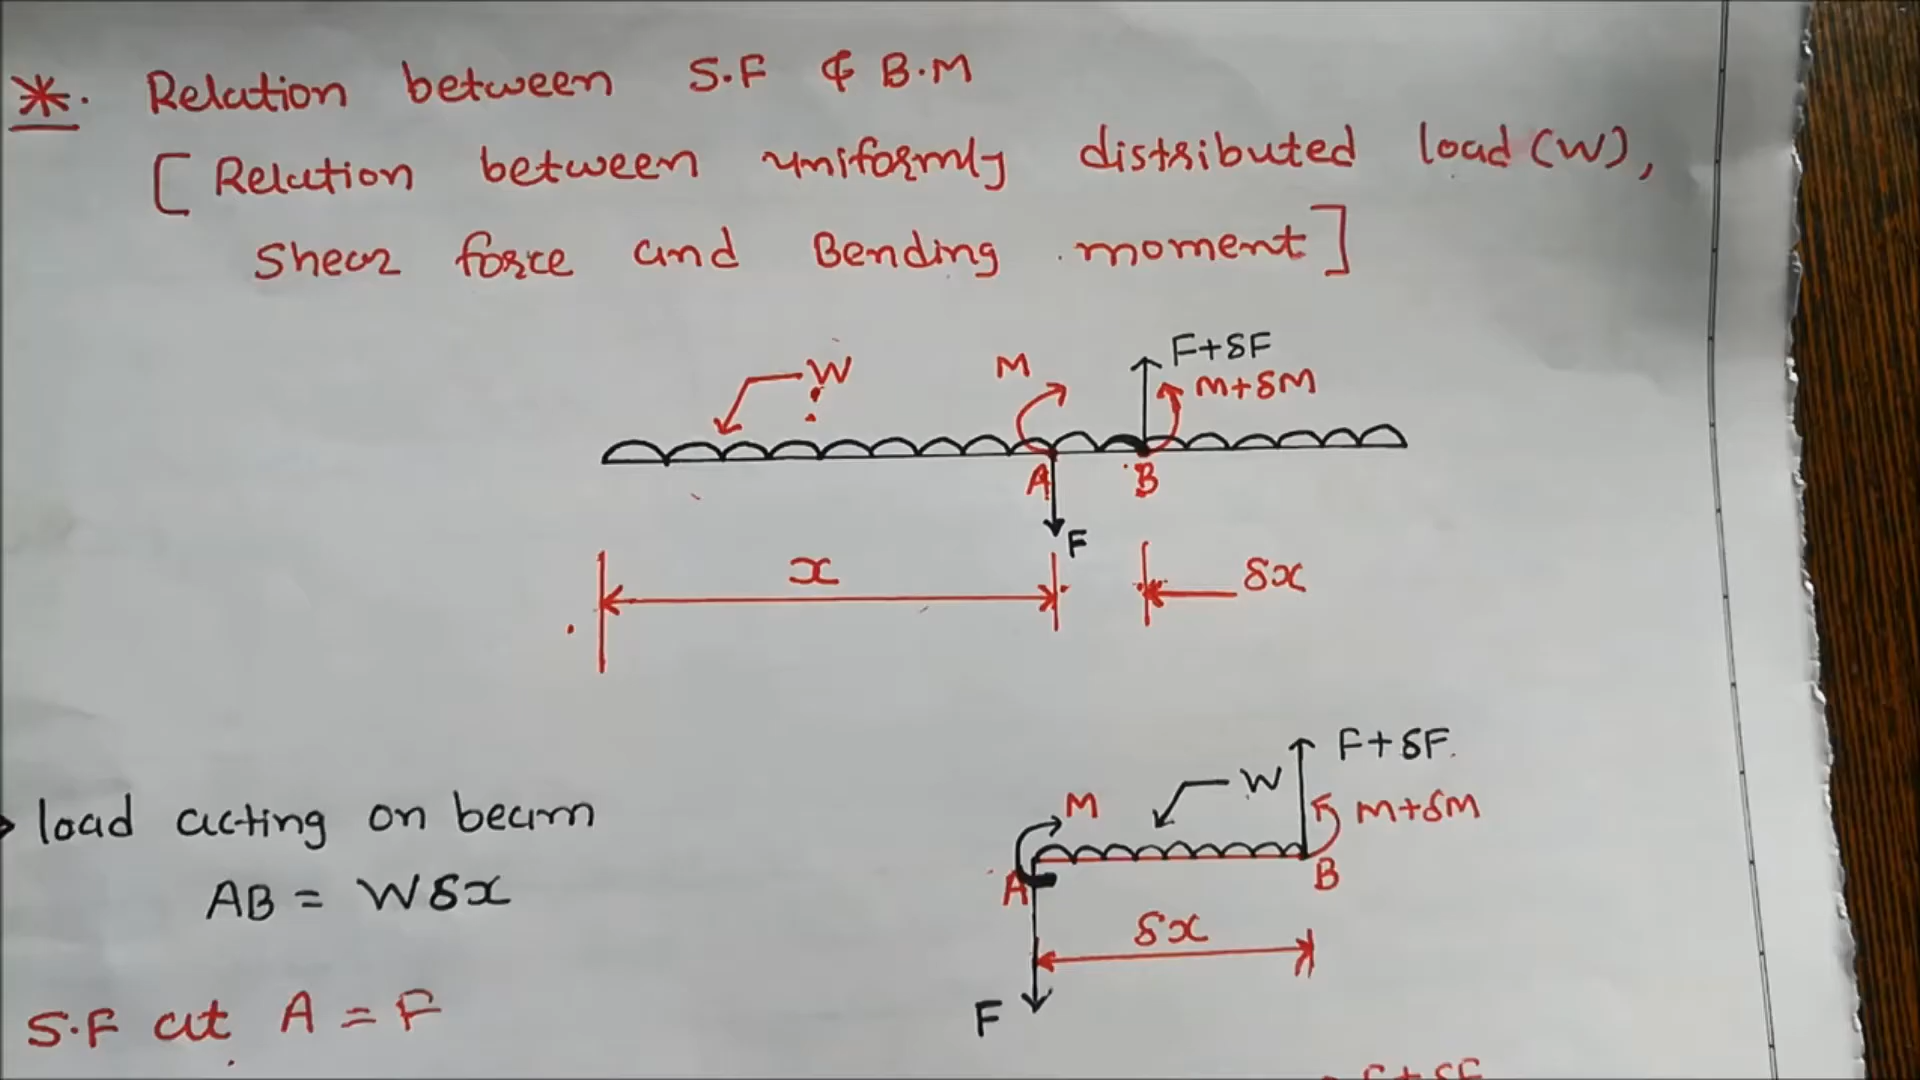 *. Relation between S.F & B.M
[Relation between uniformly distributed load (W),
Shear force and Bending moment]
W
M
F+δF
M+δM
A
B
F
x
δx
load acting on beam
AB = Wδx
S.F at A = F
F+δF.
W
M
M+δM
A
B
δx
F